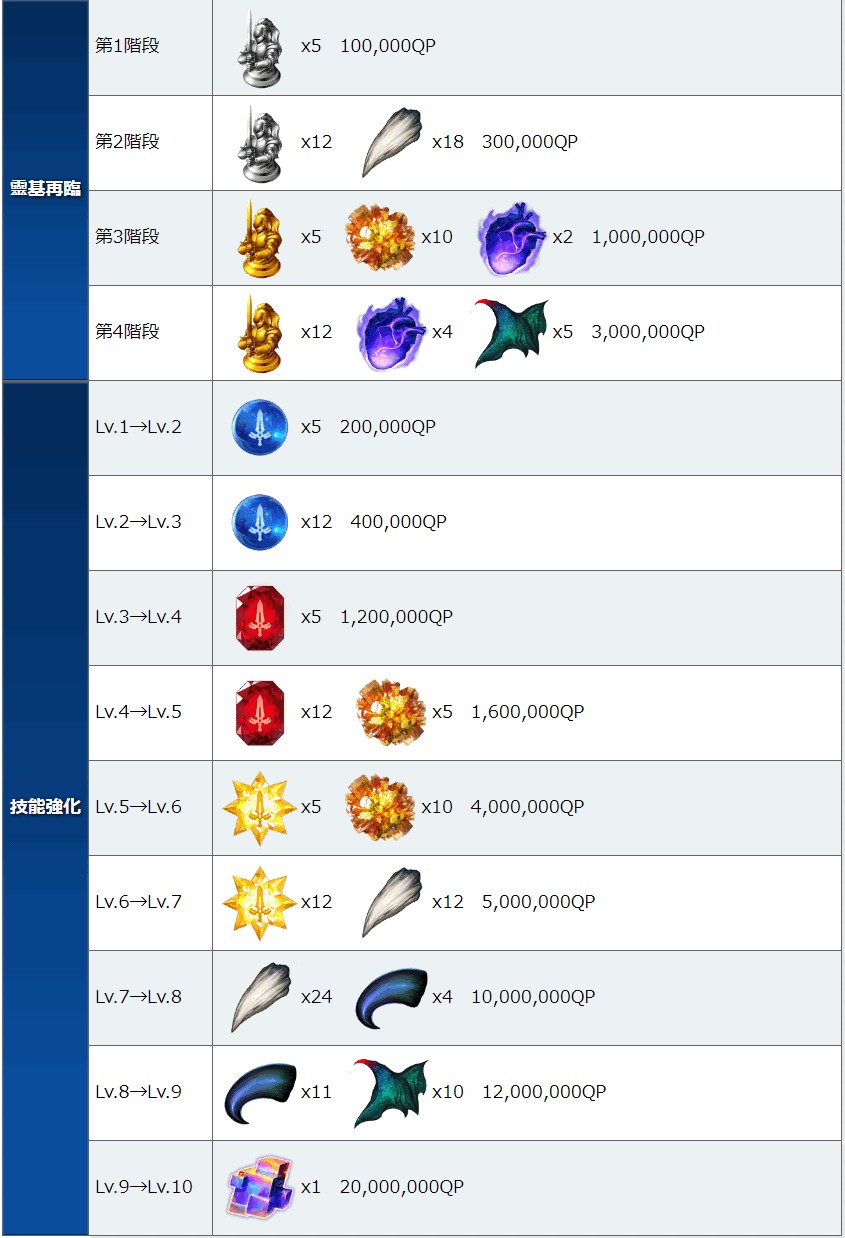 靈基再臨
第1階段 x5 100,000QP
第2階段 x12 x18 300,000QP
第3階段 x5 x10 x2 1,000,000QP
第4階段 x12 x4 x5 3,000,000QP
技能強化
Lv.1→Lv.2 x5 200,000QP
Lv.2→Lv.3 x12 400,000QP
Lv.3→Lv.4 x5 1,200,000QP
Lv.4→Lv.5 x12 x5 1,600,000QP
Lv.5→Lv.6 x5 x10 4,000,000QP
Lv.6→Lv.7 x12 x12 5,000,000QP
Lv.7→Lv.8 x24 x4 10,000,000QP
Lv.8→Lv.9 x11 x10 12,000,000QP
Lv.9→Lv.10 x1 20,000,000QP